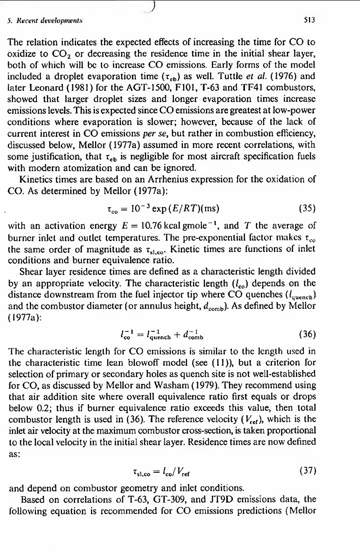 5. Recent developments 513
The relation indicates the expected effects of increasing the time for CO to
oxidize to CO₂ or decreasing the residence time in the initial shear layer,
both of which will be to increase CO emissions. Early forms of the model
included a droplet evaporation time (τeb) as well. Tuttle et al. (1976) and
later Leonard (1981) for the AGT-1500, F101, T-63 and TF41 combustors,
showed that larger droplet sizes and longer evaporation times increase
emissions levels. This is expected since CO emissions are greatest at low-power
conditions where evaporation is slower; however, because of the lack of
current interest in CO emissions per se, but rather in combustion efficiency,
discussed below, Mellor (1977a) assumed in more recent correlations, with
some justification, that τeb is negligible for most aircraft specification fuels
with modern atomization and can be ignored.
Kinetics times are based on an Arrhenius expression for the oxidation of
CO. As determined by Mellor (1977a):
τco = 10⁻³ exp (E/RT)(ms) (35)
with an activation energy E = 10.76 kcal gmole⁻¹, and T the average of
burner inlet and outlet temperatures. The pre-exponential factor makes τco
the same order of magnitude as τsl,co. Kinetic times are functions of inlet
conditions and burner equivalence ratio.
Shear layer residence times are defined as a characteristic length divided
by an appropriate velocity. The characteristic length (lco) depends on the
distance downstream from the fuel injector tip where CO quenches (lquench)
and the combustor diameter (or annulus height, dcomb). As defined by Mellor
(1977a):
lco⁻¹ = lquench⁻¹ + dcomb⁻¹ (36)
The characteristic length for CO emissions is similar to the length used in
the characteristic time lean blowoff model (see (11)), but a criterion for
selection of primary or secondary holes as quench site is not well-established
for CO, as discussed by Mellor and Washam (1979). They recommend using
that air addition site where overall equivalence ratio first equals or drops
below 0.2; thus if burner equivalence ratio exceeds this value, then total
combustor length is used in (36). The reference velocity (Vref), which is the
inlet air velocity at the maximum combustor cross-section, is taken proportional
to the local velocity in the initial shear layer. Residence times are now defined
as:
τsl,co = lco/Vref (37)
and depend on combustor geometry and inlet conditions.
Based on correlations of T-63, GT-309, and JT9D emissions data, the
following equation is recommended for CO emissions predictions (Mellor